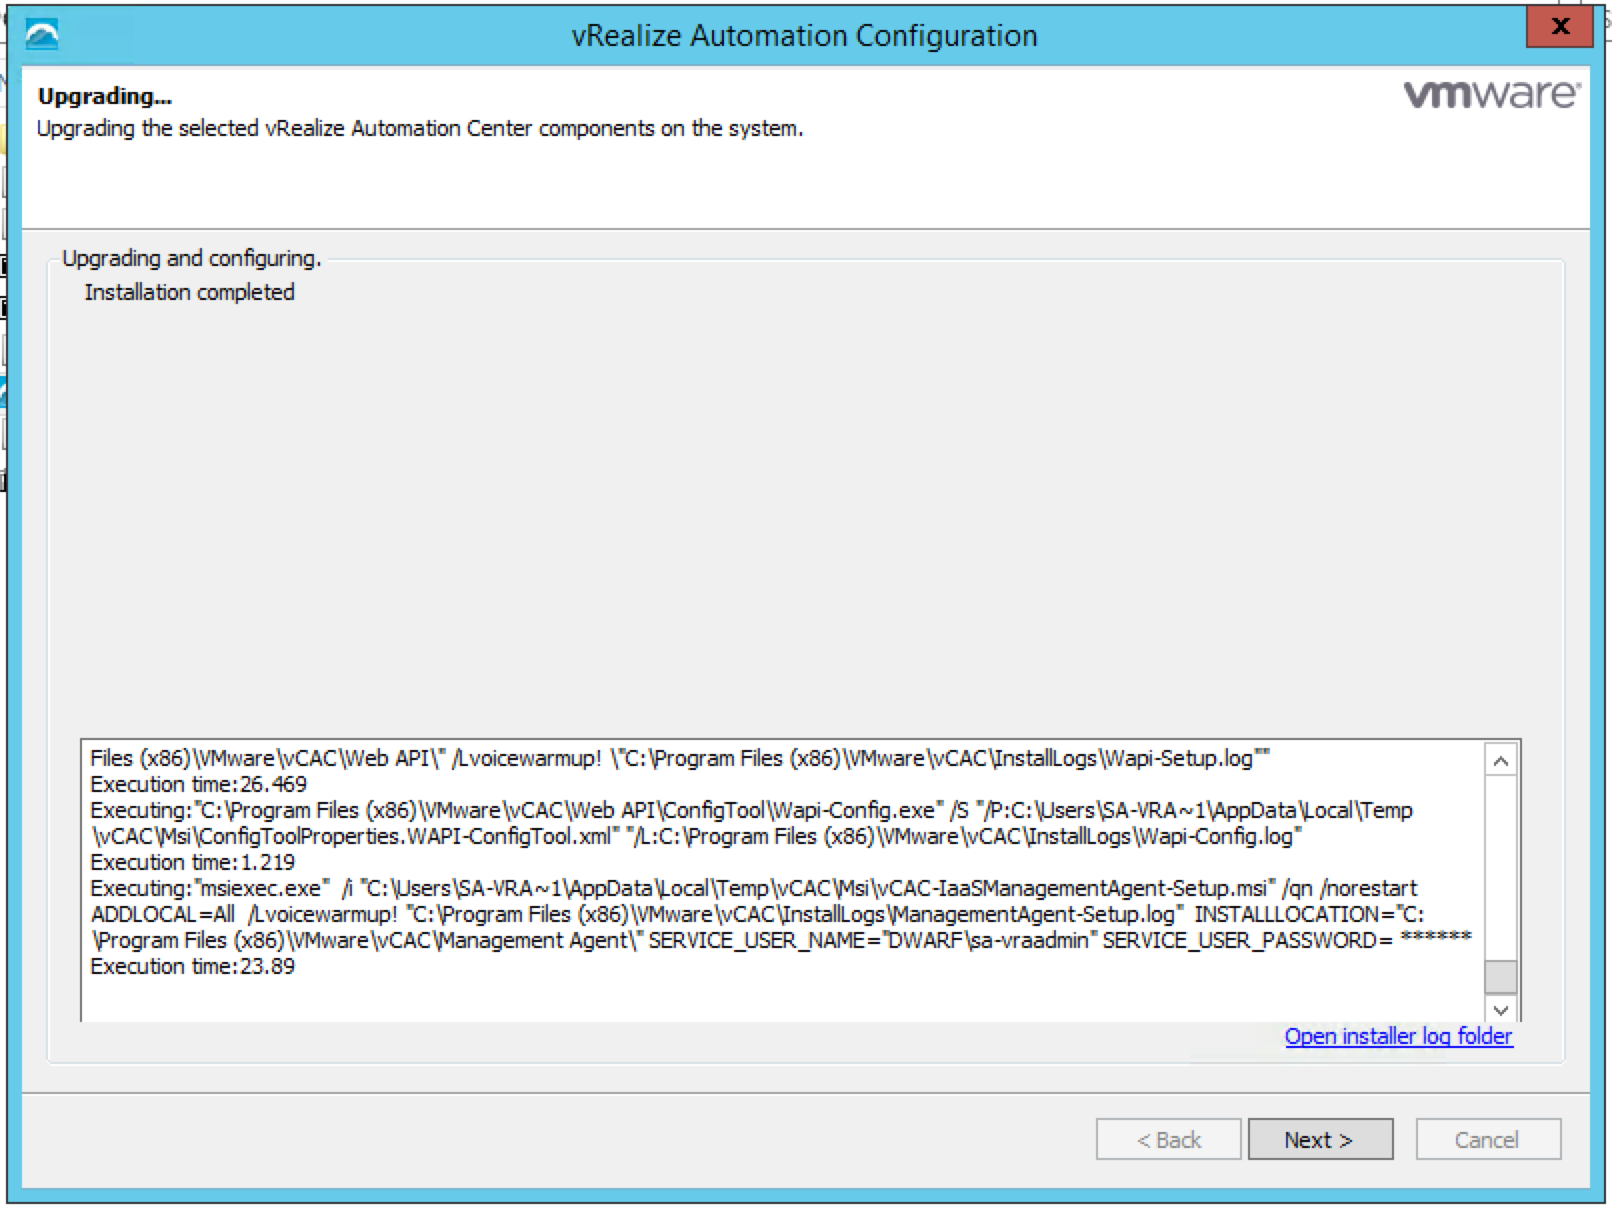 vRealize Automation Configuration
X
Upgrading...
vmware
Upgrading the selected vRealize Automation Center components on the system.
Upgrading and configuring.
Installation completed
Files (x86)\VMware\vCAC\Web API\" /Lvoicewarmup! \"C:\Program Files (x86)\VMware\vCAC\InstallLogs\Wapi-Setup.log""
Execution time:26.469
Executing:"C:\Program Files (x86)\VMware\vCAC\Web API\ConfigTool\Wapi-Config.exe" /S "/P:C:\Users\SA-VRA~1\AppData\Local\Temp
\vCAC\Msi\ConfigToolProperties.WAPI-ConfigTool.xml" "/L:C:\Program Files (x86)\VMware\vCAC\InstallLogs\Wapi-Config.log"
Execution time:1.219
Executing:"msiexec.exe"  /i "C:\Users\SA-VRA~1\AppData\Local\Temp\vCAC\Msi\vCAC-IaaSManagementAgent-Setup.msi" /qn /norestart
ADDLOCAL=All  /Lvoicewarmup! "C:\Program Files (x86)\VMware\vCAC\InstallLogs\ManagementAgent-Setup.log"  INSTALLLOCATION="C:
\Program Files (x86)\VMware\vCAC\Management Agent\" SERVICE_USER_NAME="DWARF\sa-vraadmin" SERVICE_USER_PASSWORD= ******
Execution time:23.89
Open installer log folder
< Back
Next >
Cancel